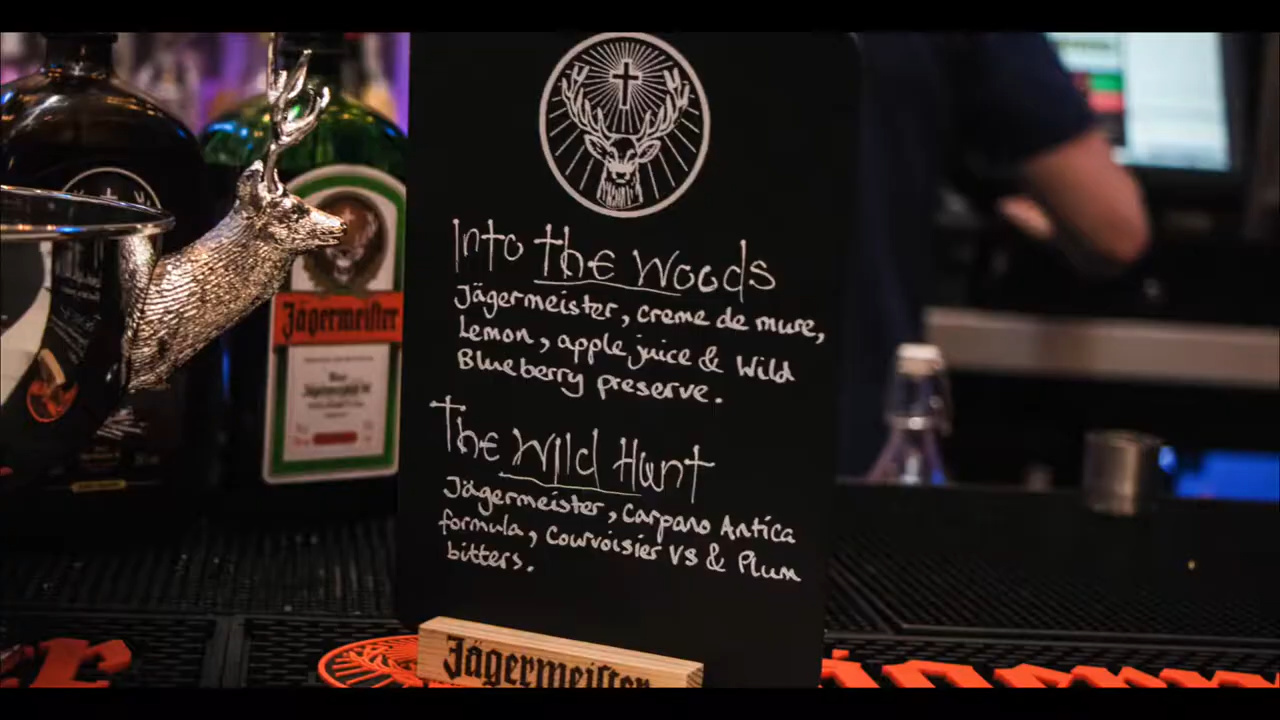 Into the Woods
Jägermeister, creme de mure,
Lemon, apple juice & Wild
Blueberry preserve.
The Wild Hunt
Jägermeister, Carpano Antica
formula, Courvoisier VS & Plum
bitters.
Jägermeister
Jägermeister